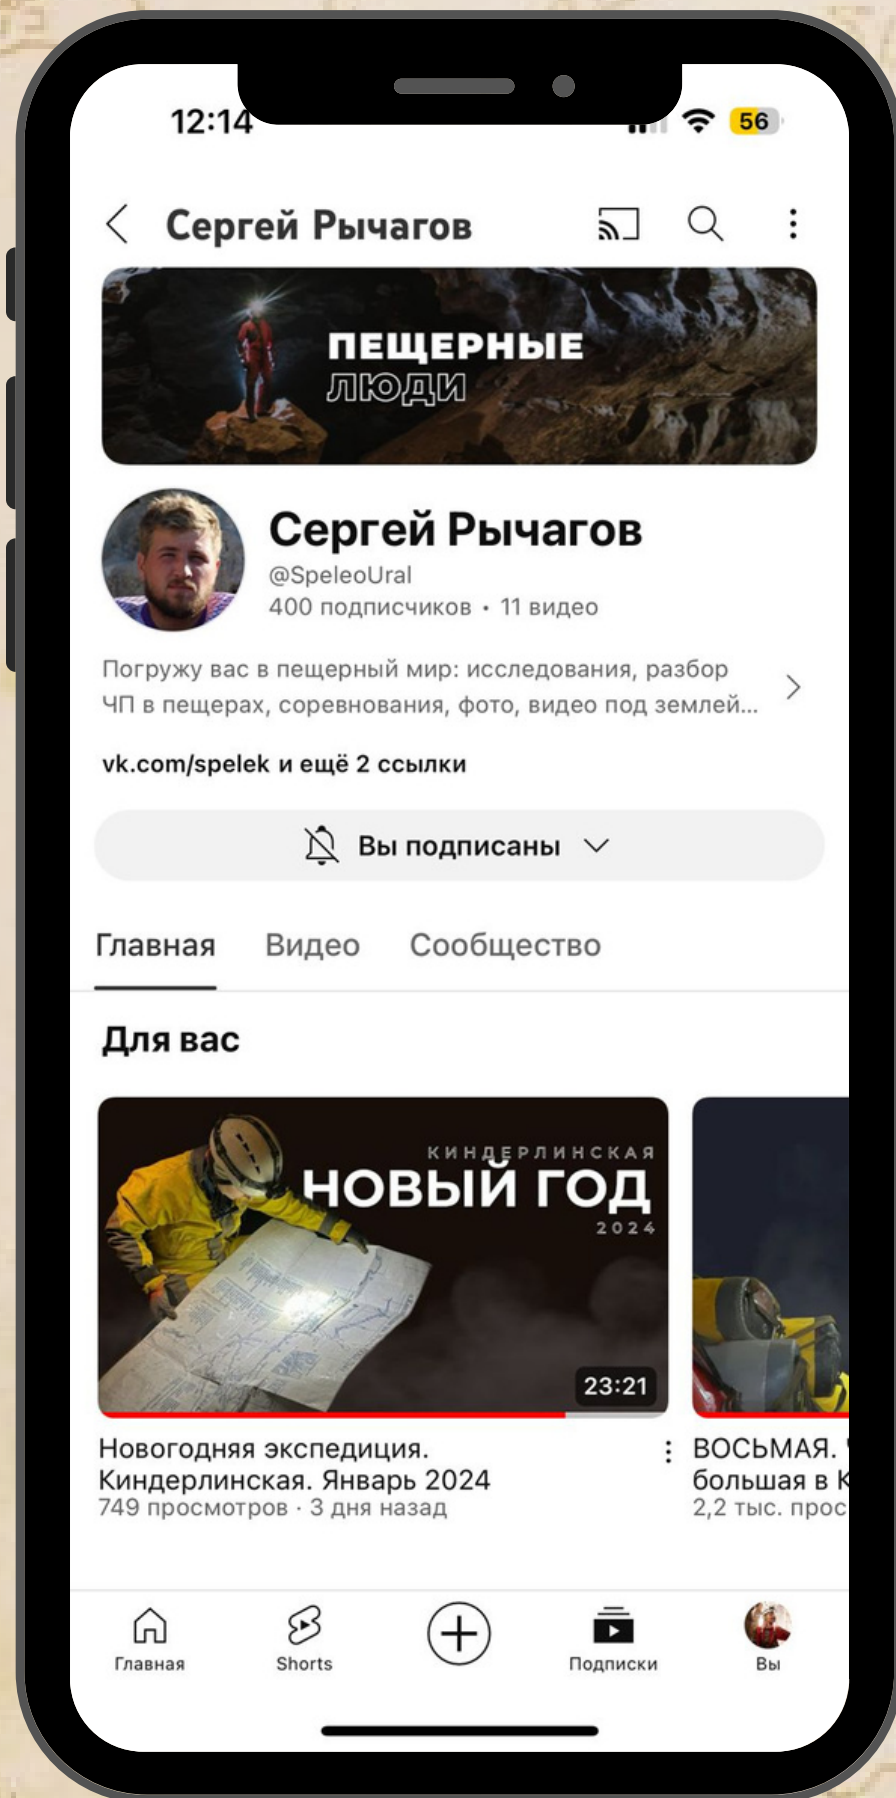 12:14
56
Сергей Рычагов
ПЕЩЕРНЫЕ
ЛЮДИ
Сергей Рычагов
@SpeleoUral
400 подписчиков • 11 видео
Погружу вас в пещерный мир: исследования, разбор
ЧП в пещерах, соревнования, фото, видео под землей...
vk.com/spelek и ещё 2 ссылки
Вы подписаны
Главная Видео Сообщество
Для вас
КИНДЕРЛИНСКАЯ
НОВЫЙ ГОД
2024
23:21
Новогодняя экспедиция.
Киндерлинская. Январь 2024
749 просмотров · 3 дня назад
ВОСЬМАЯ.
большая в К
2,2 тыс. прос
Главная Shorts Подписки Вы